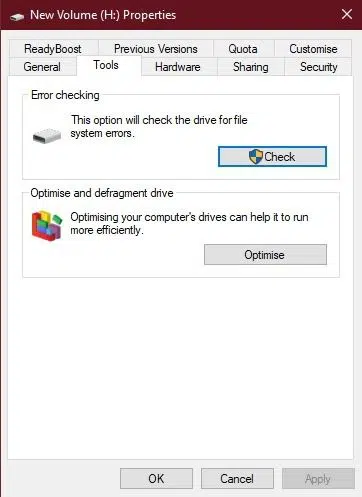 New Volume (H:) Properties
ReadyBoost Previous Versions Quota Customise
General Tools Hardware Sharing Security
Error checking
This option will check the drive for file
system errors.
Check
Optimise and defragment drive
Optimising your computer's drives can help it to run
more efficiently.
Optimise
OK Cancel Apply